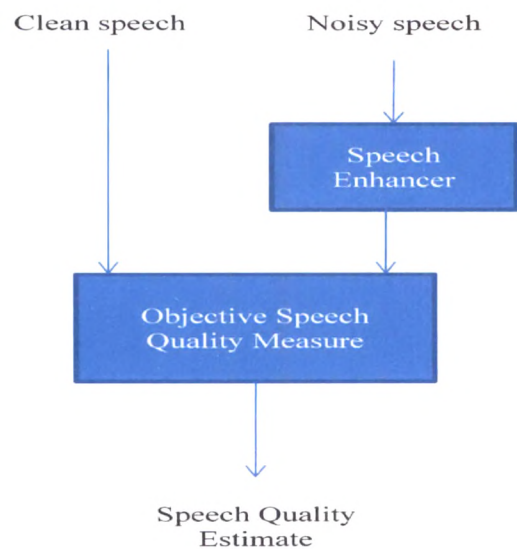 Clean speech
Noisy speech
Speech
Enhancer
Objective Speech
Quality Measure
Speech Quality
Estimate